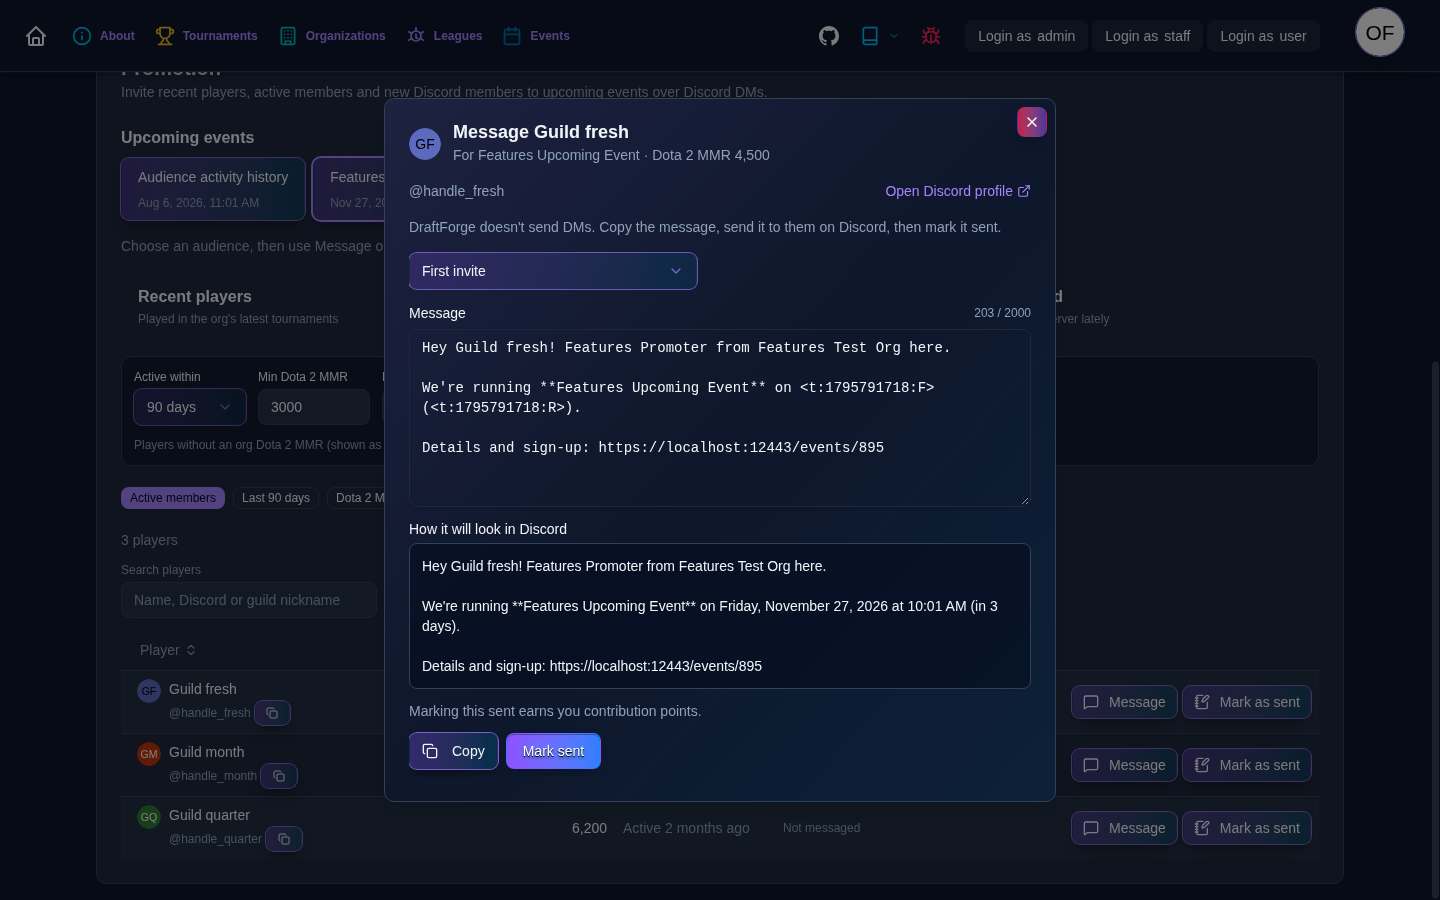 About
Tournaments
Organizations
Leagues
Events
Login as admin
Login as staff
Login as user
OF
Promotion
Invite recent players, active members and new Discord members to upcoming events over Discord DMs.
Upcoming events
Audience activity history
Aug 6, 2026, 11:01 AM
Features
Nov 27, 20
Choose an audience, then use Message o
Recent players
Played in the org's latest tournaments
d
erver lately
Active within
Min Dota 2 MMR
90 days
3000
Players without an org Dota 2 MMR (shown as
Active members
Last 90 days
Dota 2 M
3 players
Search players
Name, Discord or guild nickname
Player
GF
Guild fresh
@handle_fresh
Message
Mark as sent
GM
Guild month
@handle_month
Message
Mark as sent
GQ
Guild quarter
@handle_quarter
6,200
Active 2 months ago
Not messaged
Message
Mark as sent
GF
Message Guild fresh
For Features Upcoming Event · Dota 2 MMR 4,500
@handle_fresh
Open Discord profile
DraftForge doesn't send DMs. Copy the message, send it to them on Discord, then mark it sent.
First invite
Message
203 / 2000
Hey Guild fresh! Features Promoter from Features Test Org here.
We're running **Features Upcoming Event** on <t:1795791718:F>
(<t:1795791718:R>).
Details and sign-up: https://localhost:12443/events/895
How it will look in Discord
Hey Guild fresh! Features Promoter from Features Test Org here.
We're running **Features Upcoming Event** on Friday, November 27, 2026 at 10:01 AM (in 3
days).
Details and sign-up: https://localhost:12443/events/895
Marking this sent earns you contribution points.
Copy
Mark sent